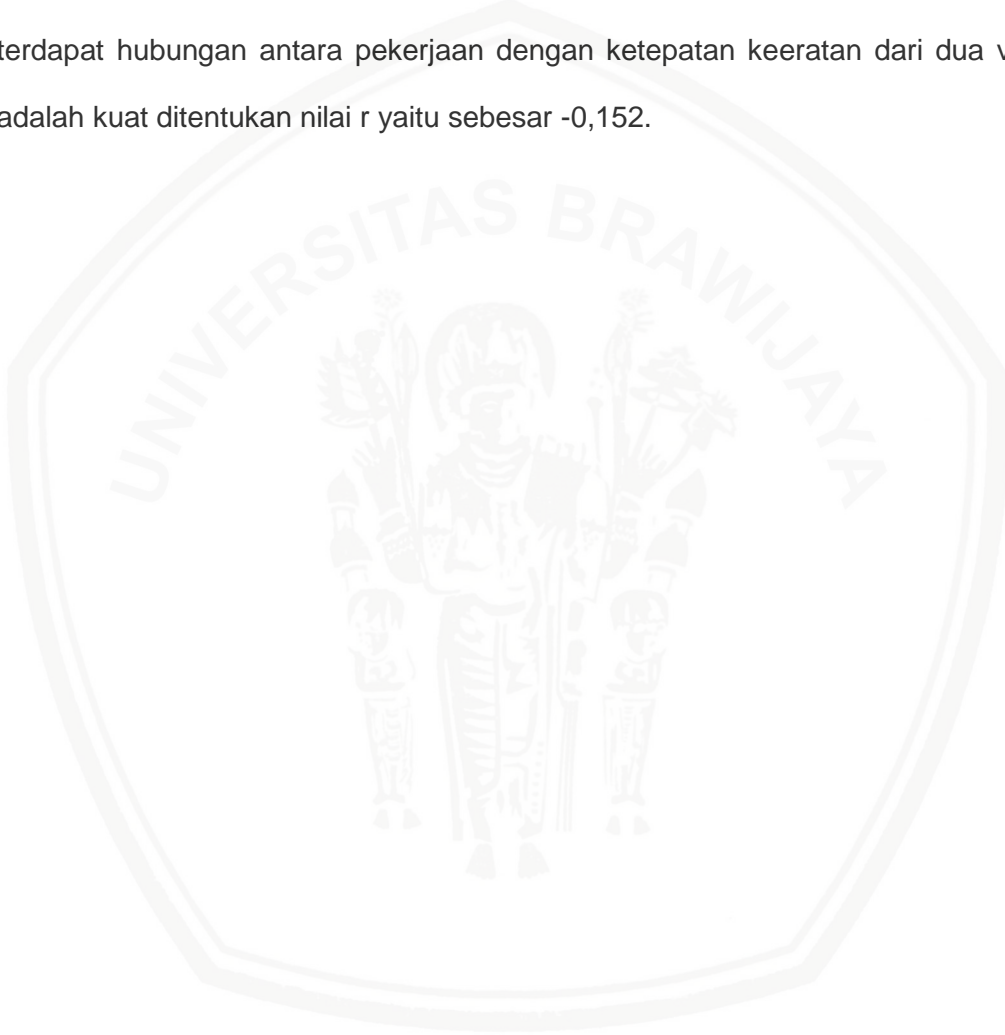 terdapat hubungan antara pekerjaan dengan ketepatan keeratan dari dua
adalah kuat ditentukan nilai r yaitu sebesar -0,152.
UNIVERSITAS BRAWIJAYA